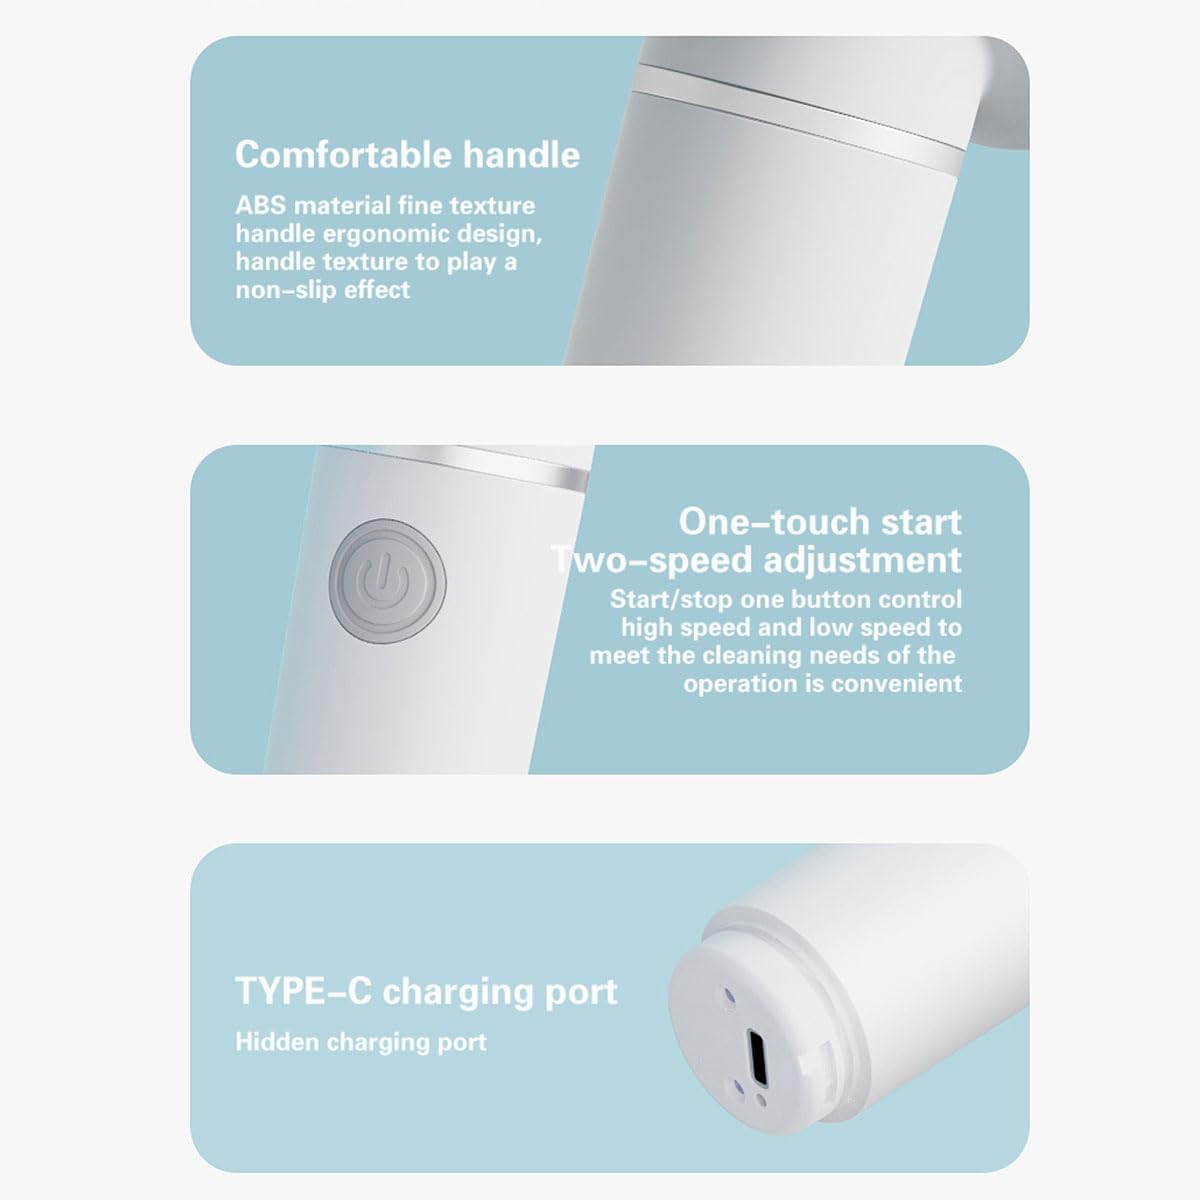 Comfortable handle
ABS material fine texture
handle ergonomic design,
handle texture to play a
non-slip effect
One-touch start
Two-speed adjustment
Start/stop one button control
high speed and low speed to
meet the cleaning needs of the
operation is convenient
TYPE-C charging port
Hidden charging port